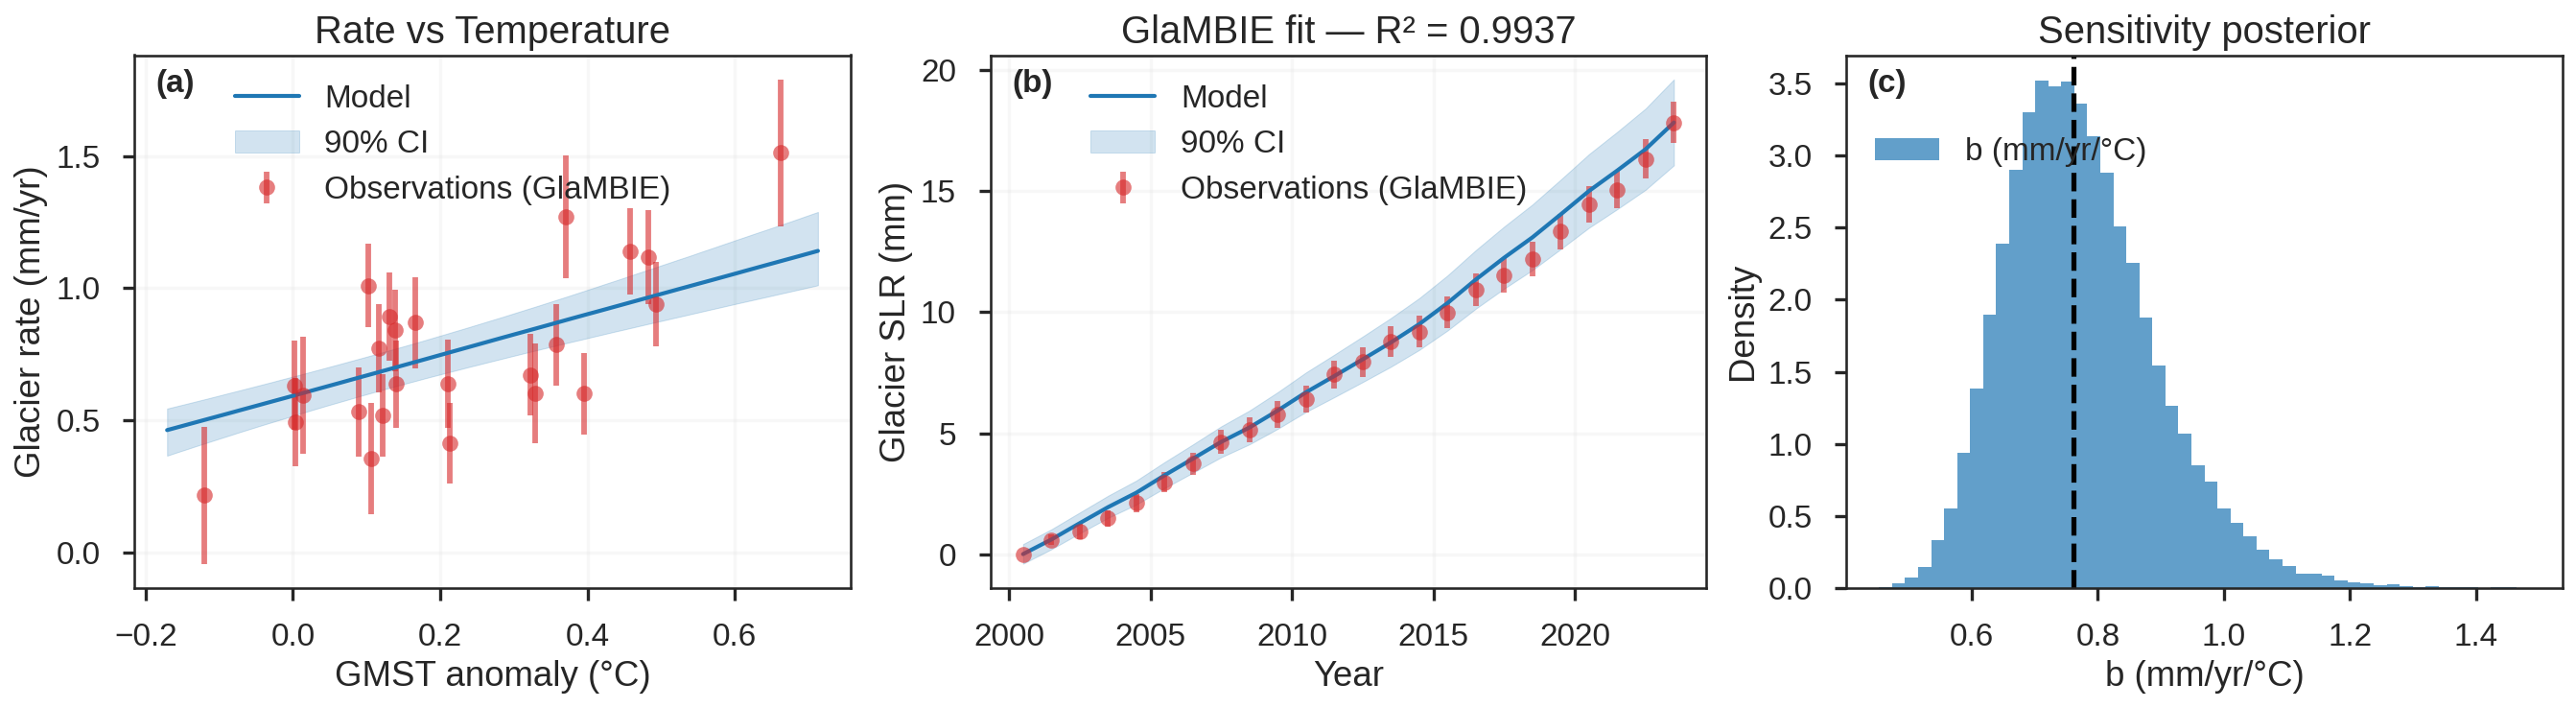 Rate vs Temperature
(a)
Model
90% CI
Observations (GlaMBIE)
Glacier rate (mm/yr)
1.5
1.0
0.5
0.0
−0.2
0.0
0.2
0.4
0.6
GMST anomaly (°C)
GlaMBIE fit — R² = 0.9937
(b)
Model
90% CI
Observations (GlaMBIE)
Glacier SLR (mm)
20
15
10
5
0
2000
2005
2010
2015
2020
Year
Sensitivity posterior
(c)
b (mm/yr/°C)
Density
3.5
3.0
2.5
2.0
1.5
1.0
0.5
0.0
0.6
0.8
1.0
1.2
1.4
b (mm/yr/°C)